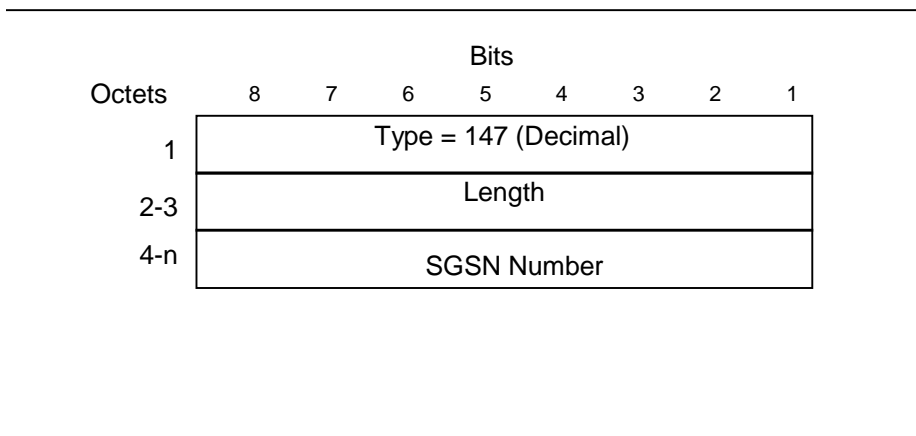 Bits
Octets 8 7 6 5 4 3 2 1
1 Type = 147 (Decimal)
2-3 Length
4-n SGSN Number